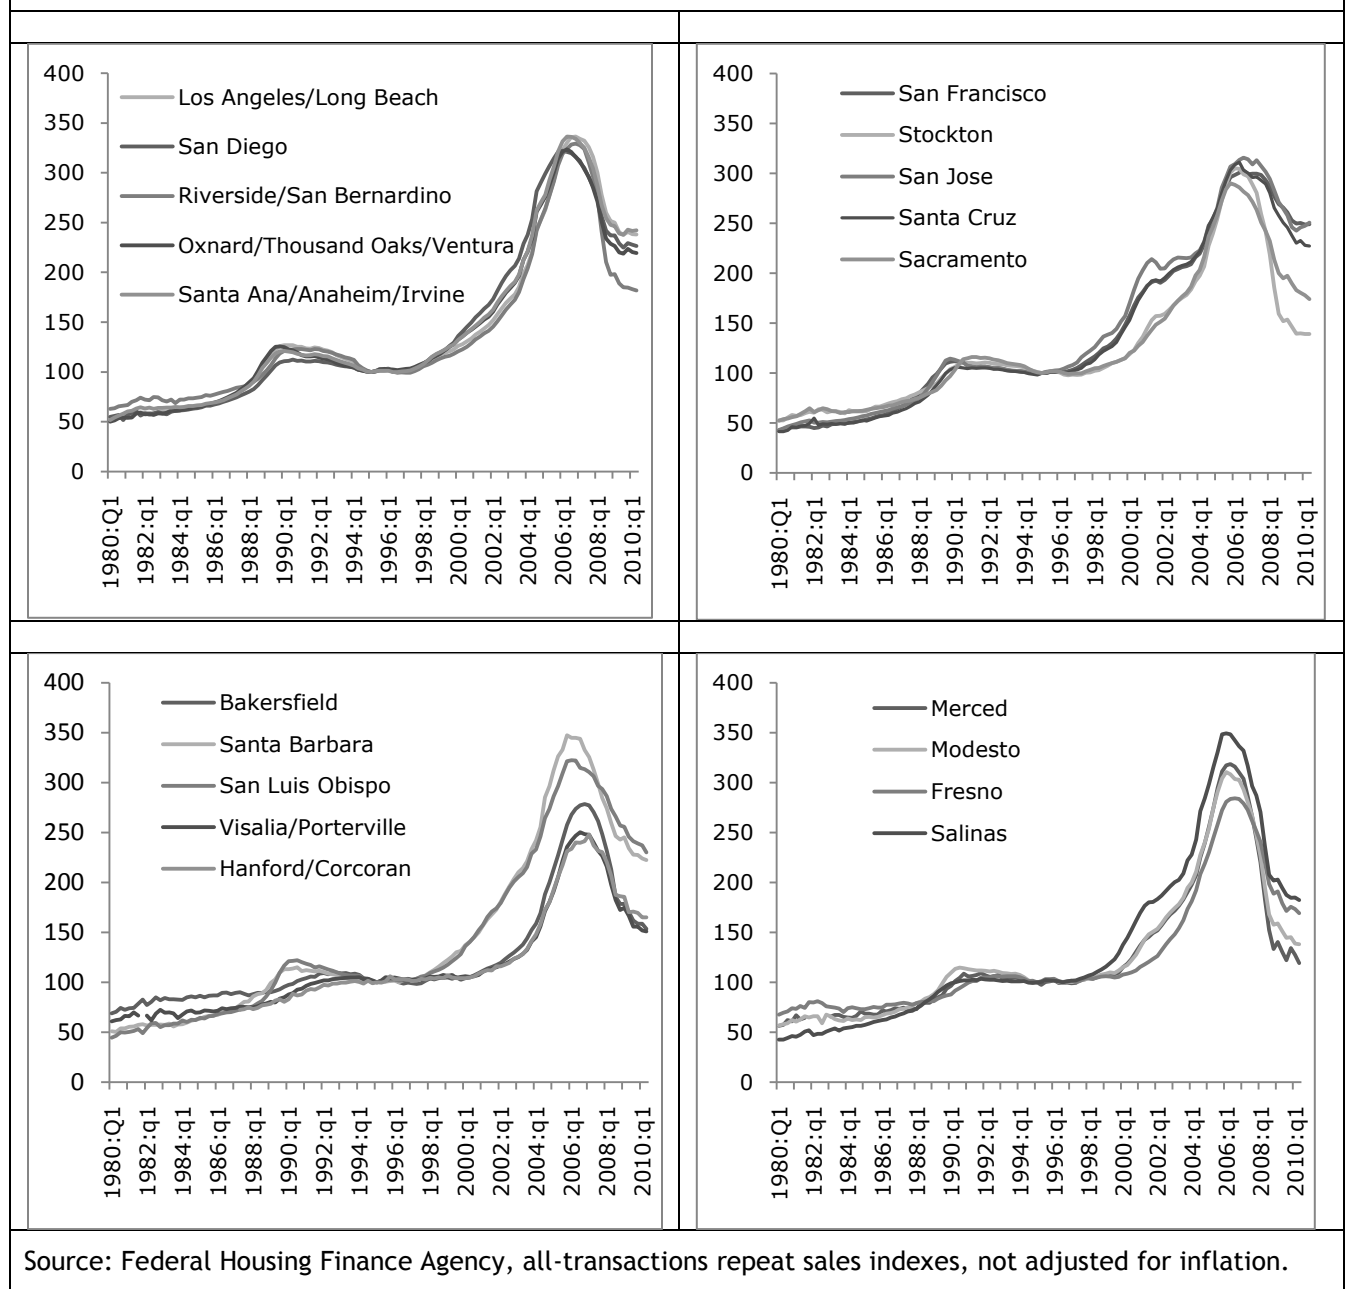 400
350
300
250
200
150
100
50
0
Los Angeles/Long Beach
San Diego
Riverside/San Bernardino
Oxnard/Thousand Oaks/Ventura
Santa Ana/Anaheim/Irvine
1980:Q1
1982:q1
1984:q1
1986:q1
1988:q1
1990:q1
1992:q1
1994:q1
1996:q1
1998:q1
2000:q1
2002:q1
2004:q1
2006:q1
2008:q1
2010:q1
400
350
300
250
200
150
100
50
0
San Francisco
Stockton
San Jose
Santa Cruz
Sacramento
1980:Q1
1982:q1
1984:q1
1986:q1
1988:q1
1990:q1
1992:q1
1994:q1
1996:q1
1998:q1
2000:q1
2002:q1
2004:q1
2006:q1
2008:q1
2010:q1
400
350
300
250
200
150
100
50
0
Bakersfield
Santa Barbara
San Luis Obispo
Visalia/Porterville
Hanford/Corcoran
1980:Q1
1982:q1
1984:q1
1986:q1
1988:q1
1990:q1
1992:q1
1994:q1
1996:q1
1998:q1
2000:q1
2002:q1
2004:q1
2006:q1
2008:q1
2010:q1
400
350
300
250
200
150
100
50
0
Merced
Modesto
Fresno
Salinas
1980:Q1
1982:q1
1984:q1
1986:q1
1988:q1
1990:q1
1992:q1
1994:q1
1996:q1
1998:q1
2000:q1
2002:q1
2004:q1
2006:q1
2008:q1
2010:q1
Source: Federal Housing Finance Agency, all-transactions repeat sales indexes, not adjusted for inflation.